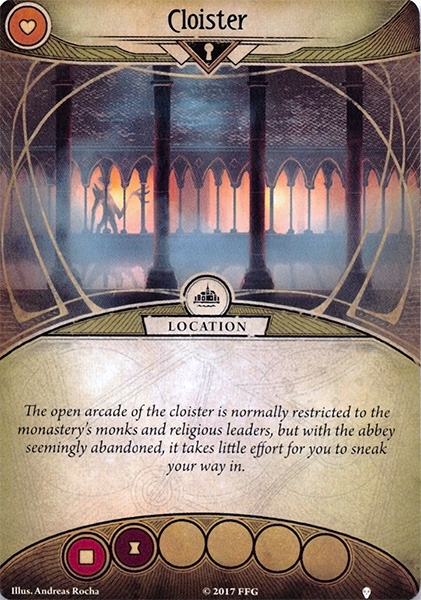 Cloister
LOCATION
The open arcade of the cloister is normally restricted to the
monastery's monks and religious leaders, but with the abbey
seemingly abandoned, it takes little effort for you to sneak
your way in.
Illus. Andreas Rocha
© 2017 FFG